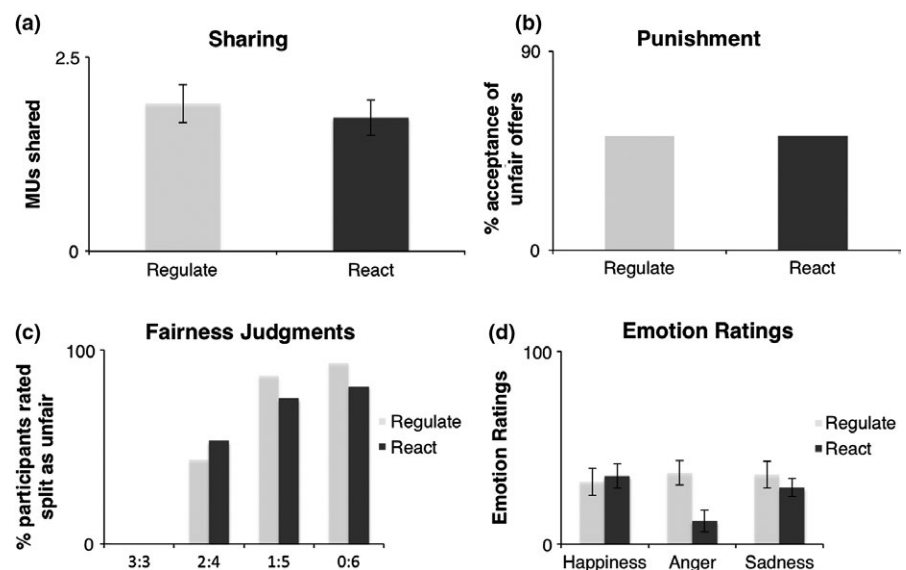 (a)
Sharing
2.5
MUs shared
0
Regulate
React
(b)
Punishment
90
% acceptance of
unfair offers
0
Regulate
React
(c)
Fairness Judgments
100
% participants rated
split as unfair
0
3:3
2:4
1:5
0:6
Regulate
React
(d)
Emotion Ratings
100
Emotion Ratings
0
Happiness
Anger
Sadness
Regulate
React